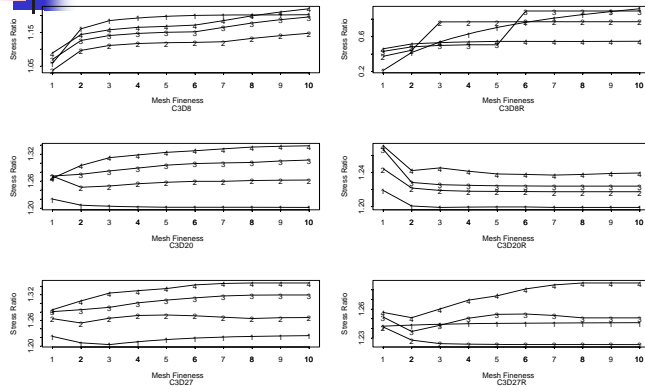 Stress Ratio
1.05 1.15
1 2 3 4 5 6 7 8 9 10
Mesh Fineness
C3D8
Stress Ratio
0.2 0.6
1 2 3 4 5 6 7 8 9 10
Mesh Fineness
C3D8R
Stress Ratio
1.20 1.26 1.32
1 2 3 4 5 6 7 8 9 10
Mesh Fineness
C3D20
Stress Ratio
1.20 1.24
1 2 3 4 5 6 7 8 9 10
Mesh Fineness
C3D20R
Stress Ratio
1.20 1.26 1.32
1 2 3 4 5 6 7 8 9 10
Mesh Fineness
C3D27
Stress Ratio
1.23 1.26
1 2 3 4 5 6 7 8 9 10
Mesh Fineness
C3D27R